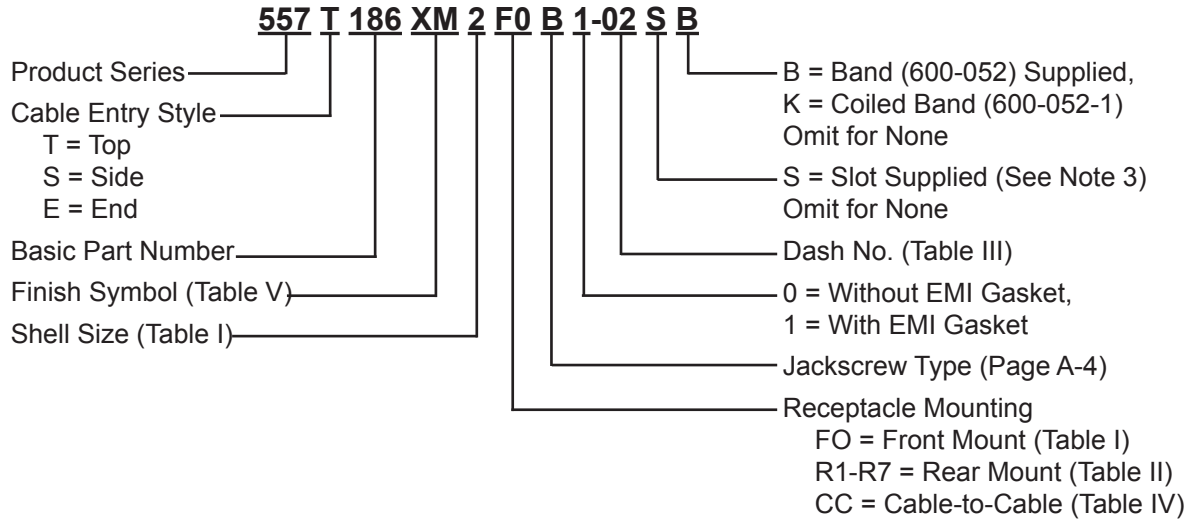 557 T 186 XM 2 F0 B 1-02 S B
Product Series
Cable Entry Style
T = Top
S = Side
E = End
Basic Part Number
Finish Symbol (Table V)
Shell Size (Table I)
B = Band (600-052) Supplied,
K = Coiled Band (600-052-1)
Omit for None
S = Slot Supplied (See Note 3)
Omit for None
Dash No. (Table III)
0 = Without EMI Gasket,
1 = With EMI Gasket
Jackscrew Type (Page A-4)
Receptacle Mounting
FO = Front Mount (Table I)
R1-R7 = Rear Mount (Table II)
CC = Cable-to-Cable (Table IV)